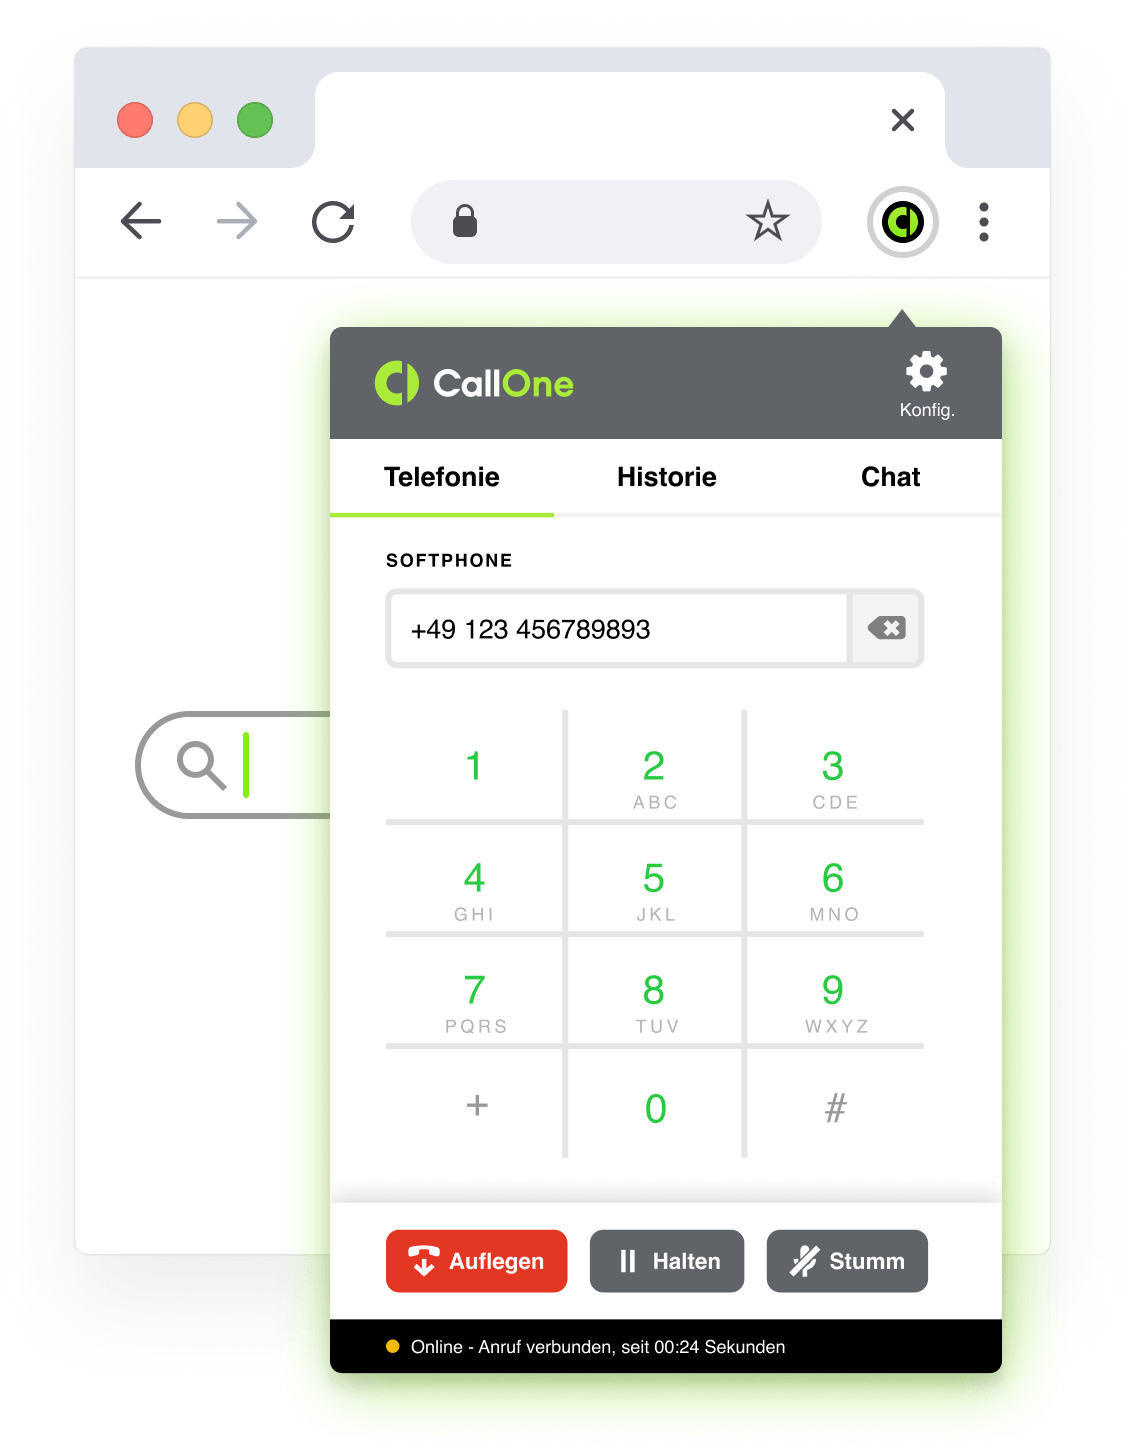 CallOne
Konfig.
Telefonie Historie Chat
SOFTPHONE
+49 123 456789893
1 2 3
ABC CDE
4 5 6
GHI JKL MNO
7 8 9
PQRS TUV WXYZ
+ 0 #
Auflegen Halten Stumm
Online - Anruf verbunden, seit 00:24 Sekunden